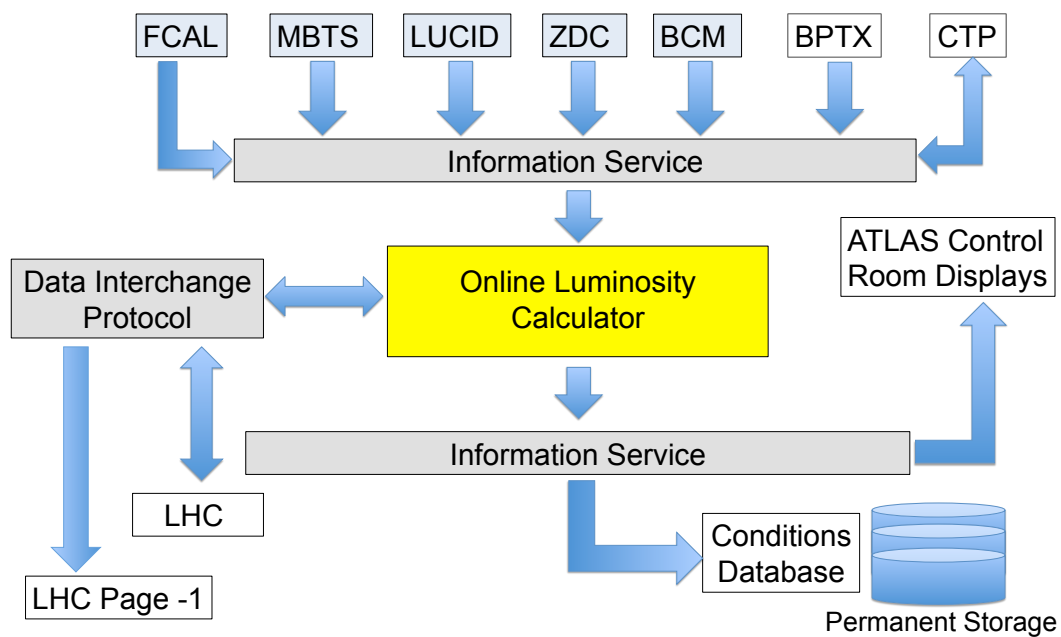 FCAL
MBTS
LUCID
ZDC
BCM
BPTX
CTP
Information Service
ATLAS Control
Room Displays
Data Interchange
Protocol
Online Luminosity
Calculator
Information Service
LHC
Conditions
Database
LHC Page -1
Permanent Storage